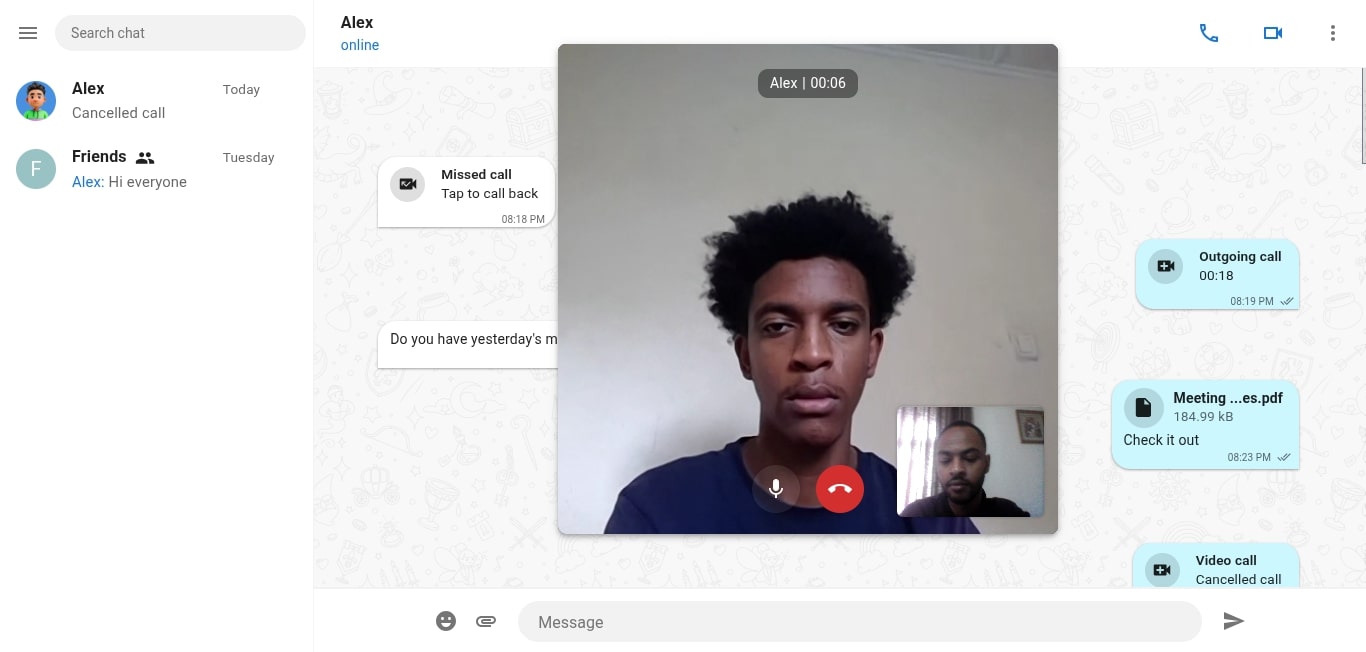 Search chat
Alex
Today
Cancelled call
F
Friends
Tuesday
Alex: Hi everyone
Alex
online
Alex | 00:06
Missed call
Tap to call back
08:18 PM
Outgoing call
00:18
08:19 PM
Do you have yesterday's m
Meeting ...es.pdf
184.99 kB
Check it out
08:23 PM
Video call
Cancelled call
Message